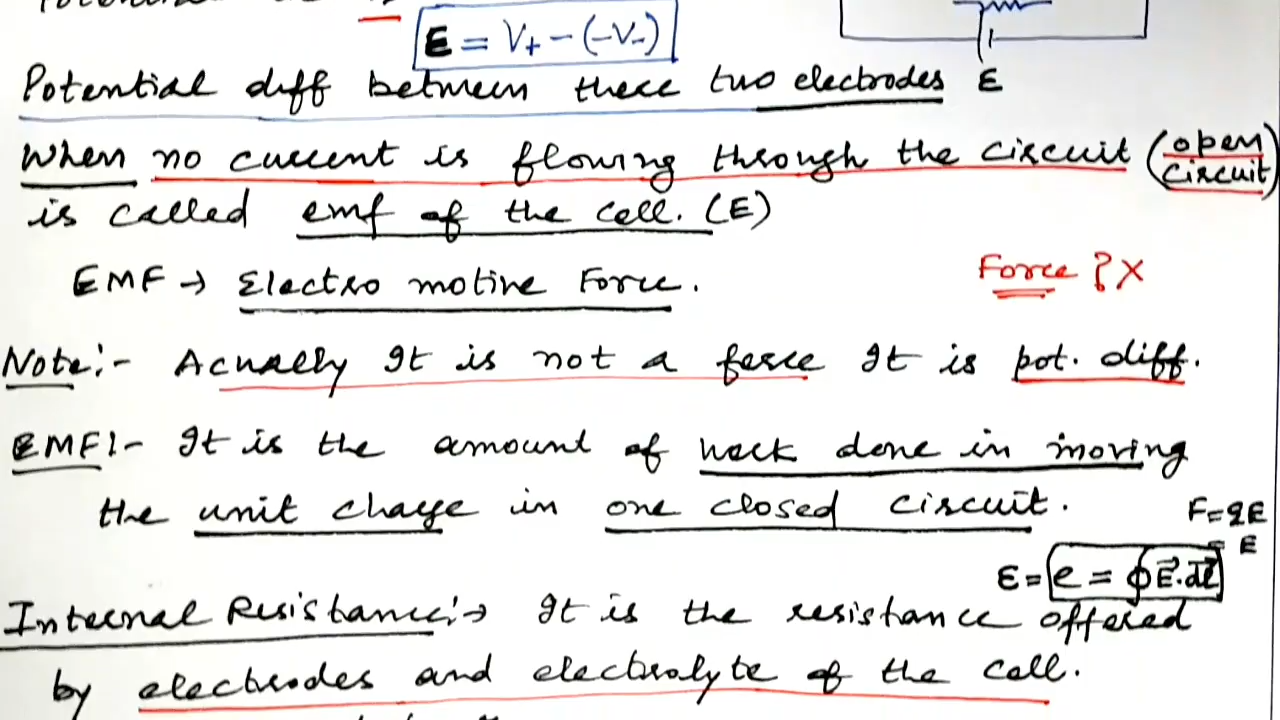 E = V+ - (-V-)
Potential diff between these two electrodes
E
When no current is flowing through the circuit (open circuit)
is called emf of the cell. (E)
EMF → Electro motive Force.
Force ? X
Note:- Acually It is not a force It is pot. diff.
EMF:- It is the amount of work done in moving
the unit charge in one closed circuit.
F = qE
= E
ε = e = ∮E⃗.dl⃗
Internal Resistance:→ It is the resistance offered
by electrodes and electrolyte of the cell.